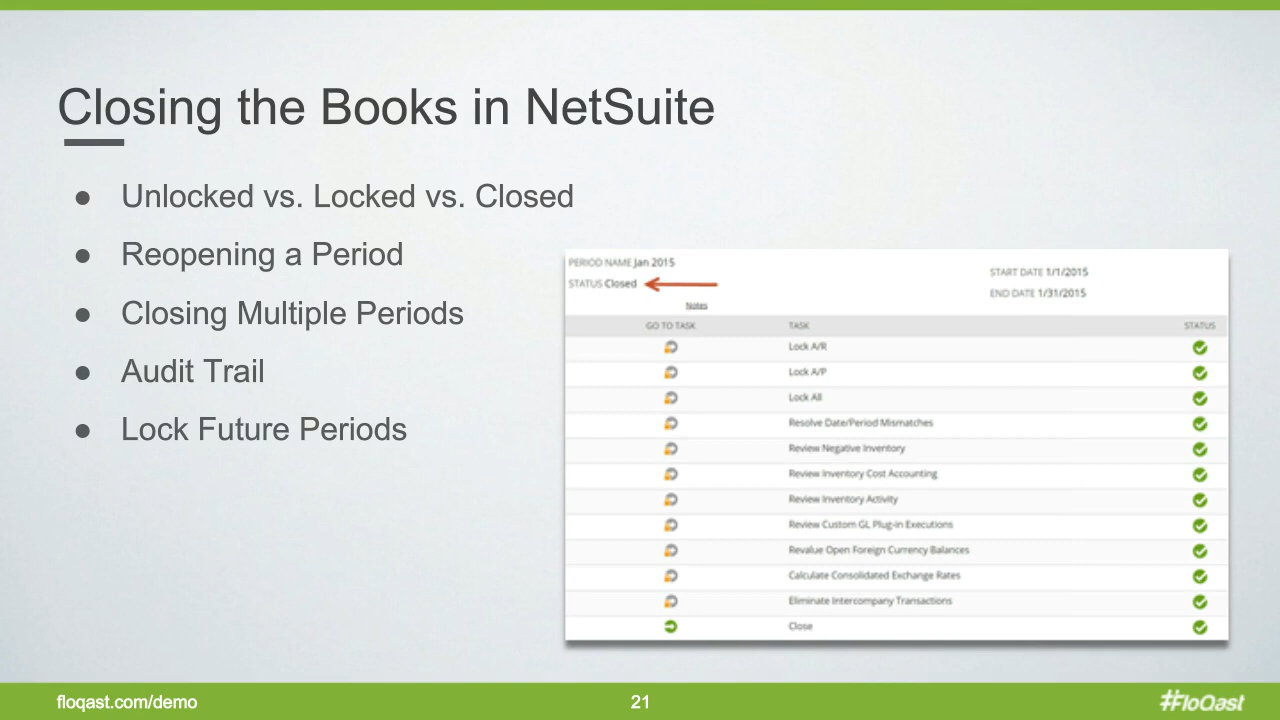 Closing the Books in NetSuite
● Unlocked vs. Locked vs. Closed
● Reopening a Period
● Closing Multiple Periods
● Audit Trail
● Lock Future Periods
PERIOD NAME Jan 2015
STATUS Closed
START DATE 1/1/2015
END DATE 1/31/2015
Notes
GO TO TASK TASK STATUS
Lock A/R
Lock A/P
Lock All
Resolve Date/Period Mismatches
Review Negative Inventory
Review Inventory Cost Accounting
Review Inventory Activity
Review Custom GL Plug-in Executions
Revalue Open Foreign Currency Balances
Calculate Consolidated Exchange Rates
Eliminate Intercompany Transactions
Close
floqast.com/demo 21 #FloQast